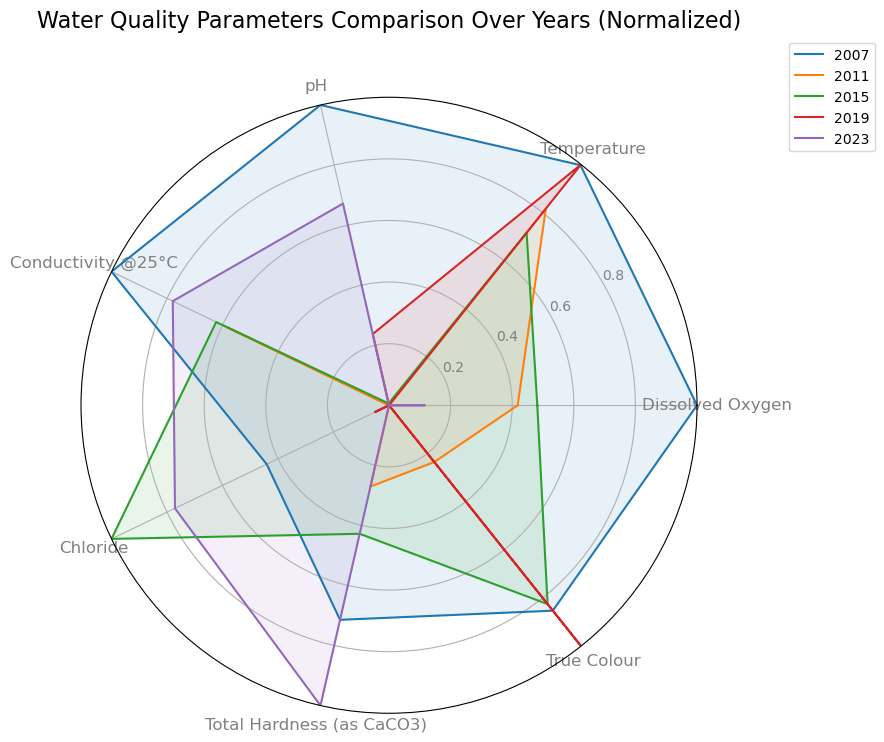 Water Quality Parameters Comparison Over Years (Normalized)
2007
2011
2015
2019
2023
pH
Temperature
Conductivity @25°C
0.8
0.6
0.4
0.2
Dissolved Oxygen
Chloride
True Colour
Total Hardness (as CaCO3)